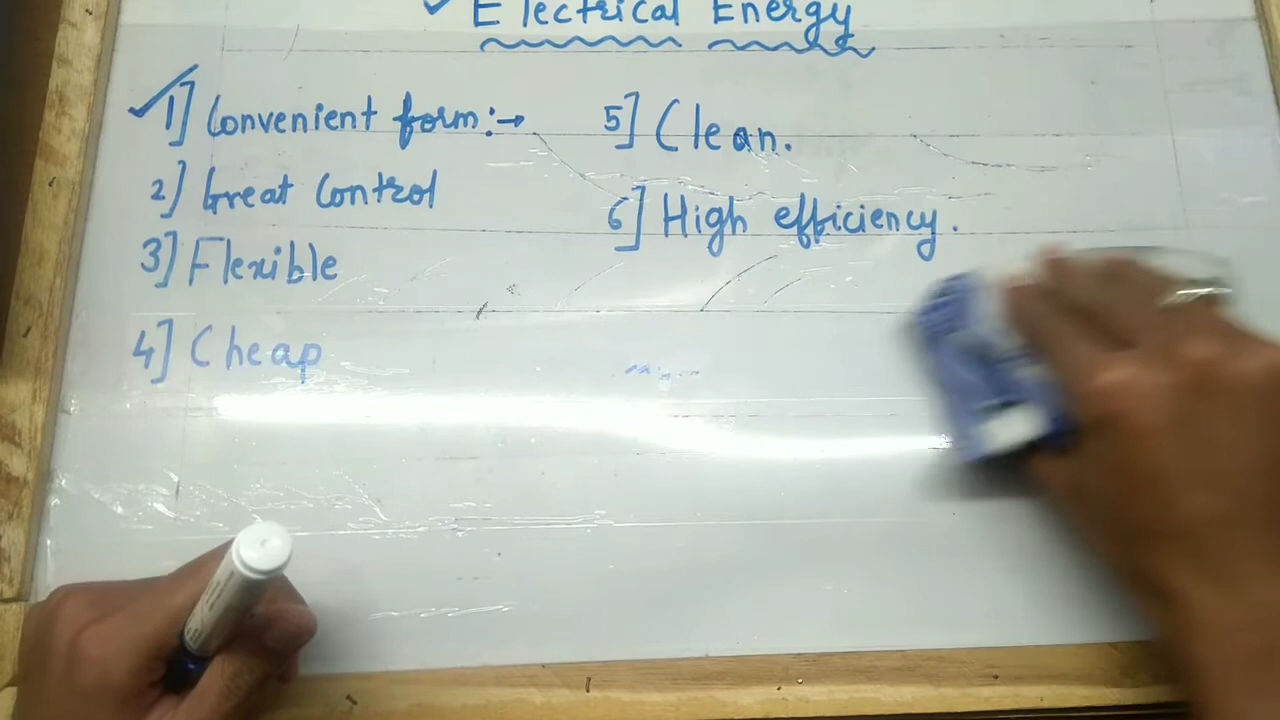 ✓ Electrical Energy
✓ 1] Convenient form:→
2] Great Control
3] Flexible
4] Cheap
5] Clean.
6] High efficiency.